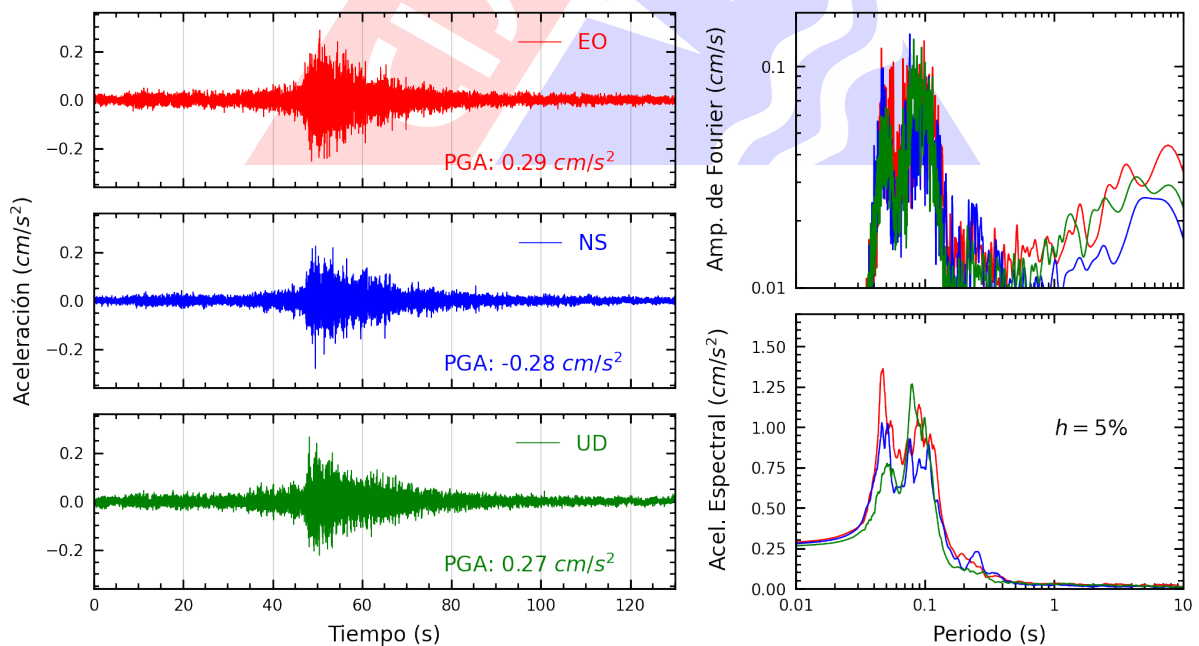 Aceleración (cm/s²)
0.2
0.0
−0.2
EO
PGA: 0.29 cm/s²
0.2
0.0
−0.2
NS
PGA: -0.28 cm/s²
0.2
0.0
−0.2
UD
PGA: 0.27 cm/s²
0 20 40 60 80 100 120
Tiempo (s)
Amp. de Fourier (cm/s)
0.1
0.01
Acel. Espectral (cm/s²)
1.50
1.25
1.00
0.75
0.50
0.25
0.00
h = 5%
0.01 0.1 1 10
Periodo (s)